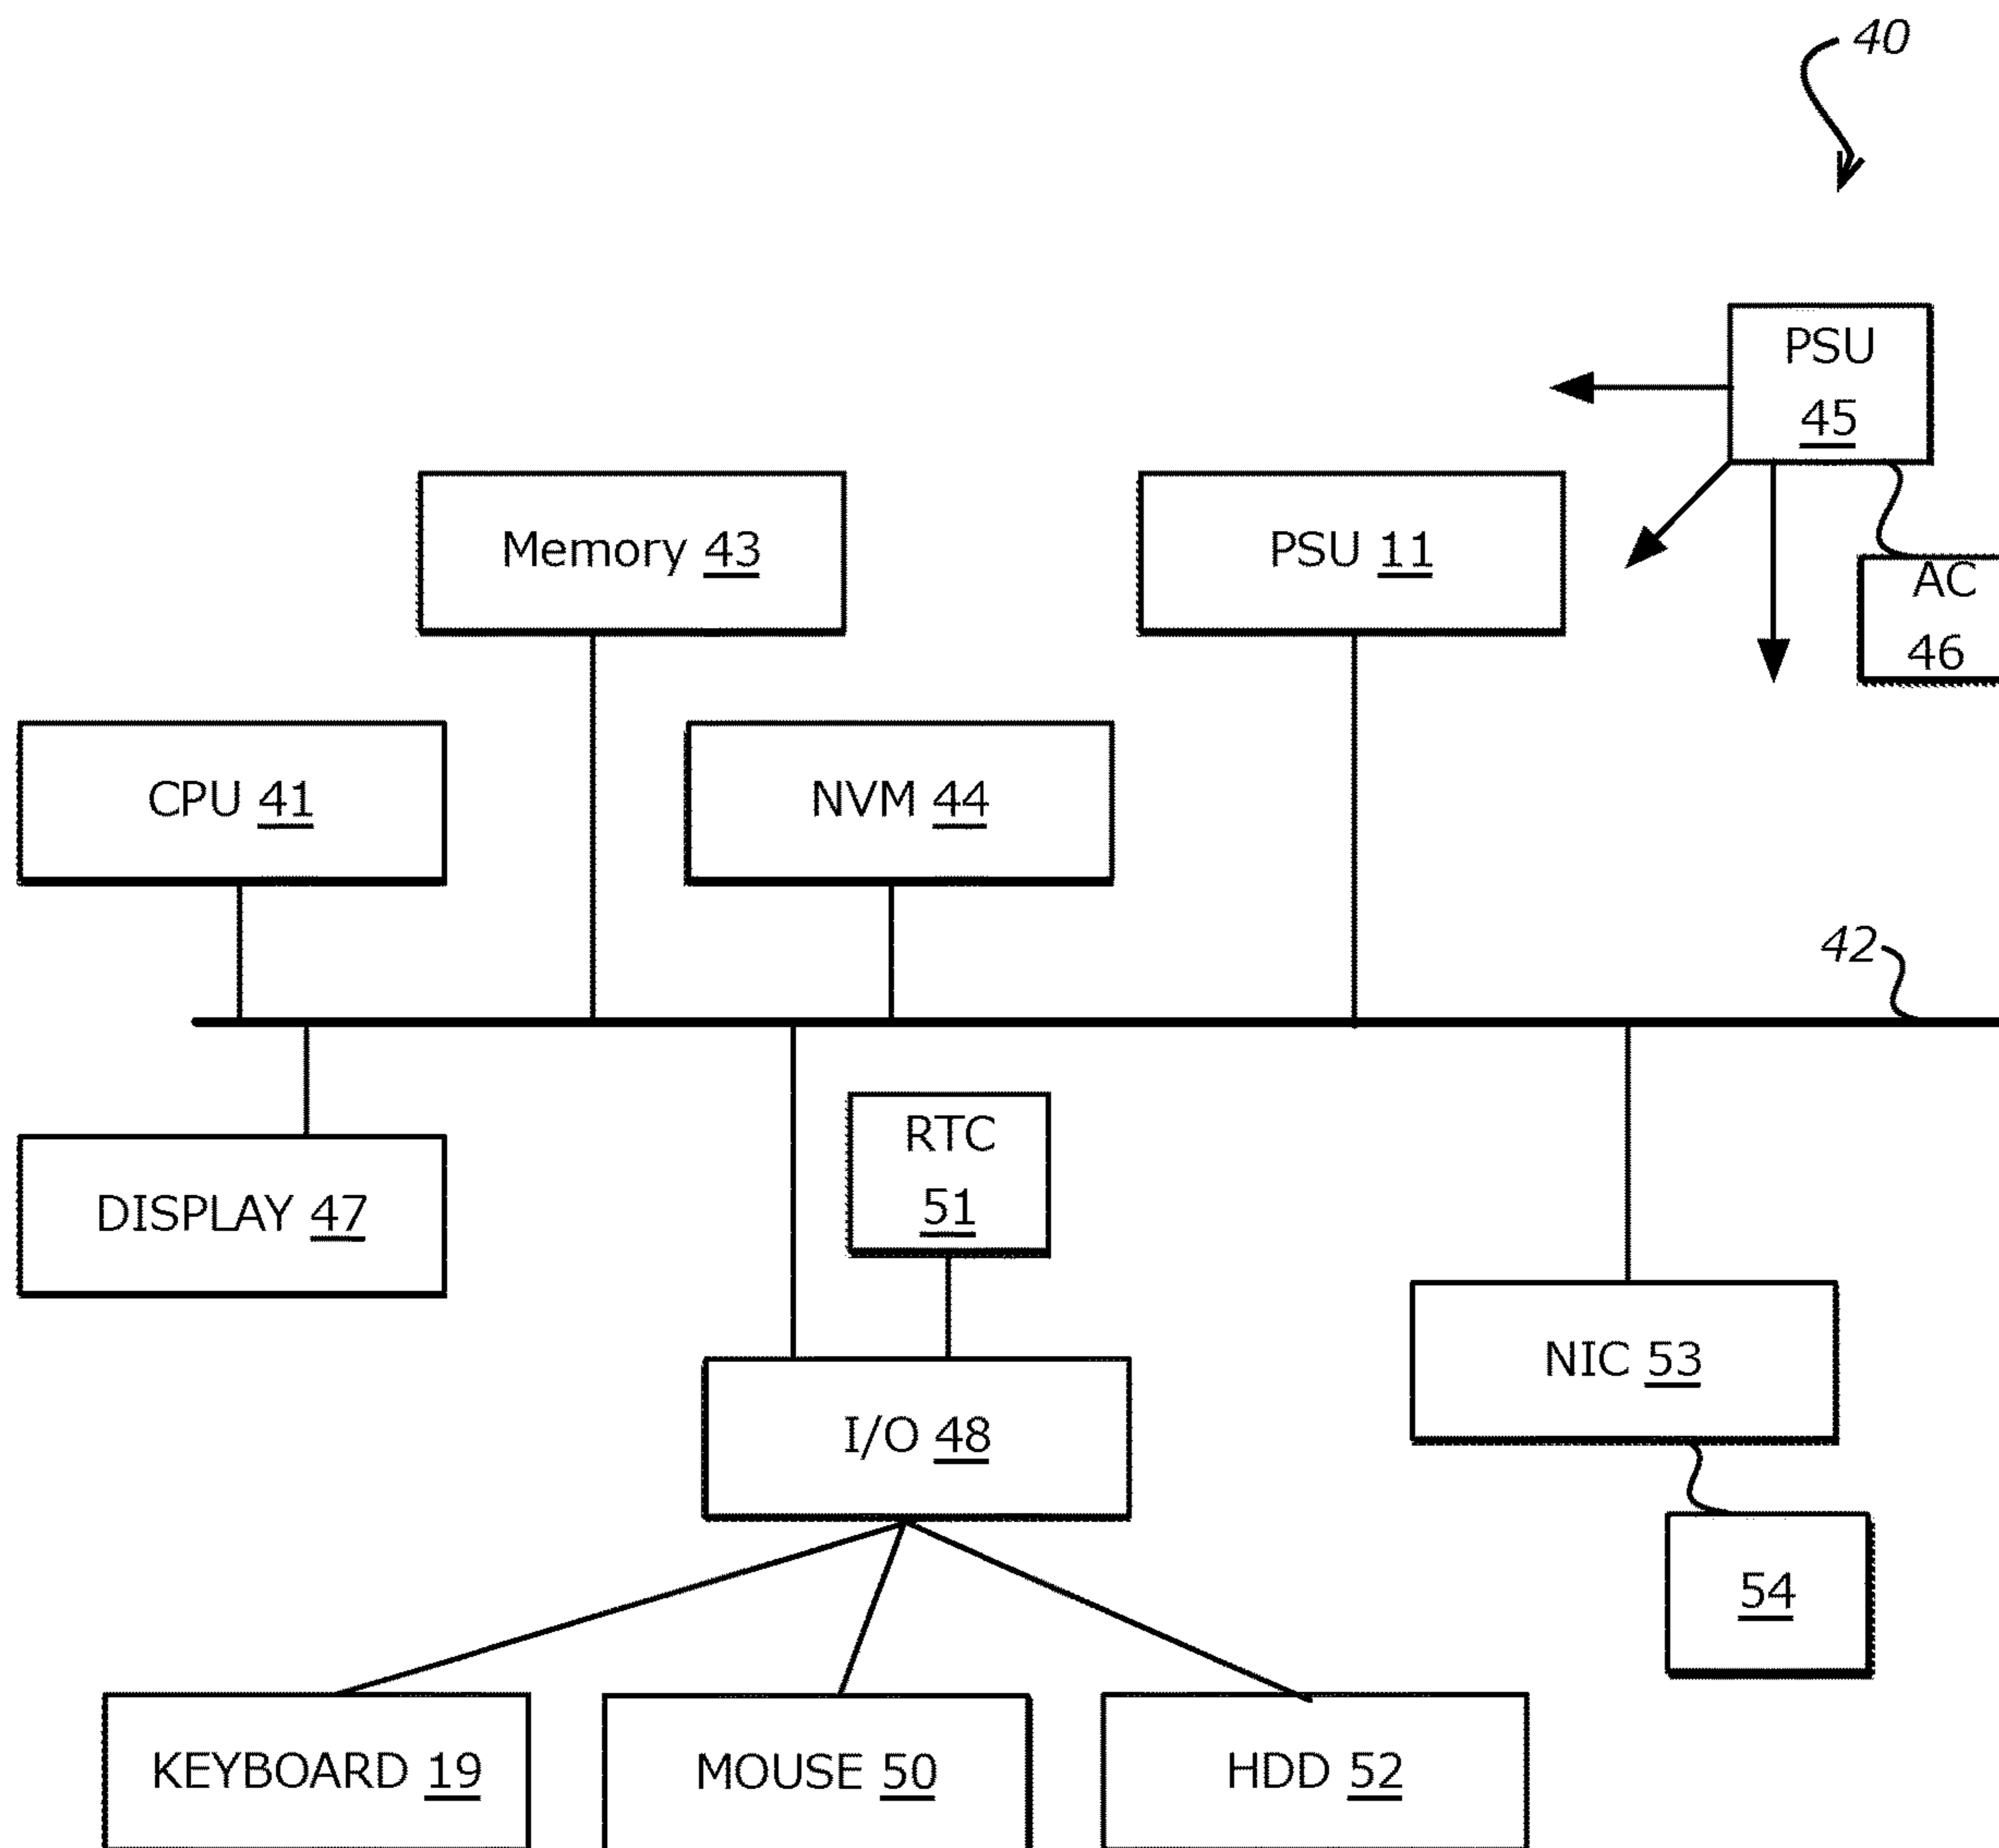 40
PSU
45
Memory 43
PSU 11
AC
46
CPU 41
NVM 44
42
RTC
51
DISPLAY 47
NIC 53
I/O 48
54
KEYBOARD 19
MOUSE 50
HDD 52